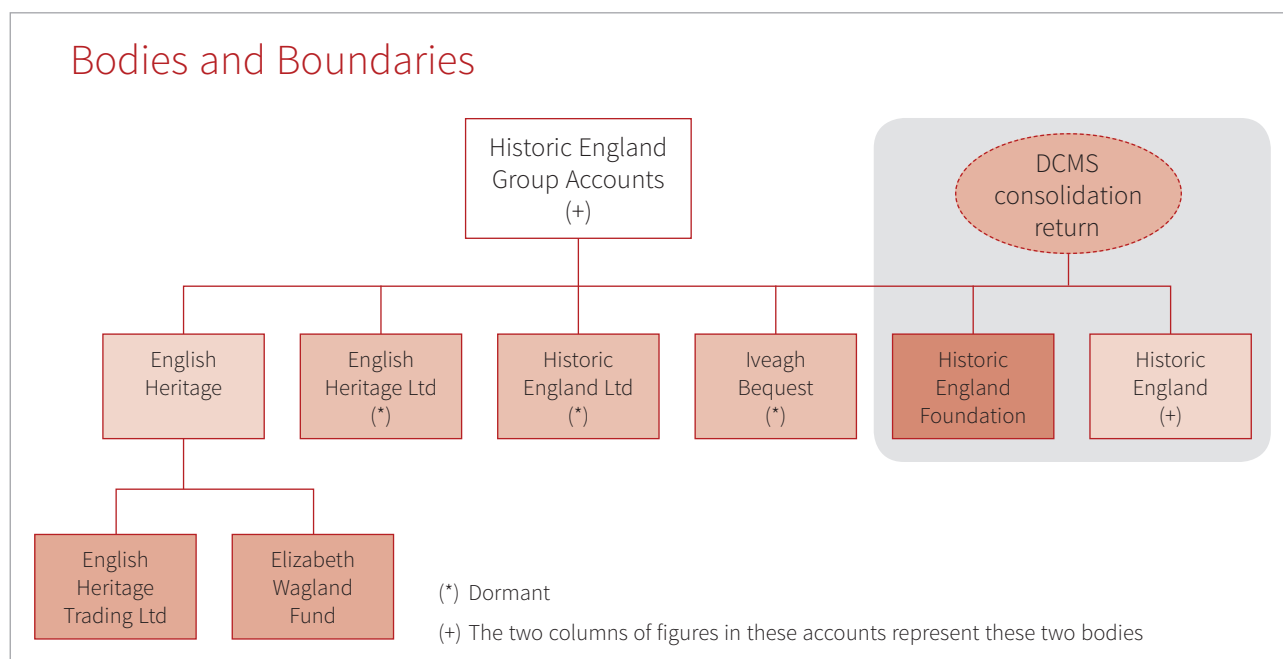 Bodies and Boundaries
Historic England
Group Accounts
(+)
DCMS
consolidation
return
English
Heritage
English
Heritage Ltd
(*)
Historic
England Ltd
(*)
Iveagh
Bequest
(*)
Historic
England
Foundation
Historic
England
(+)
English
Heritage
Trading Ltd
Elizabeth
Wagland
Fund
(*) Dormant
(+) The two columns of figures in these accounts represent these two bodies